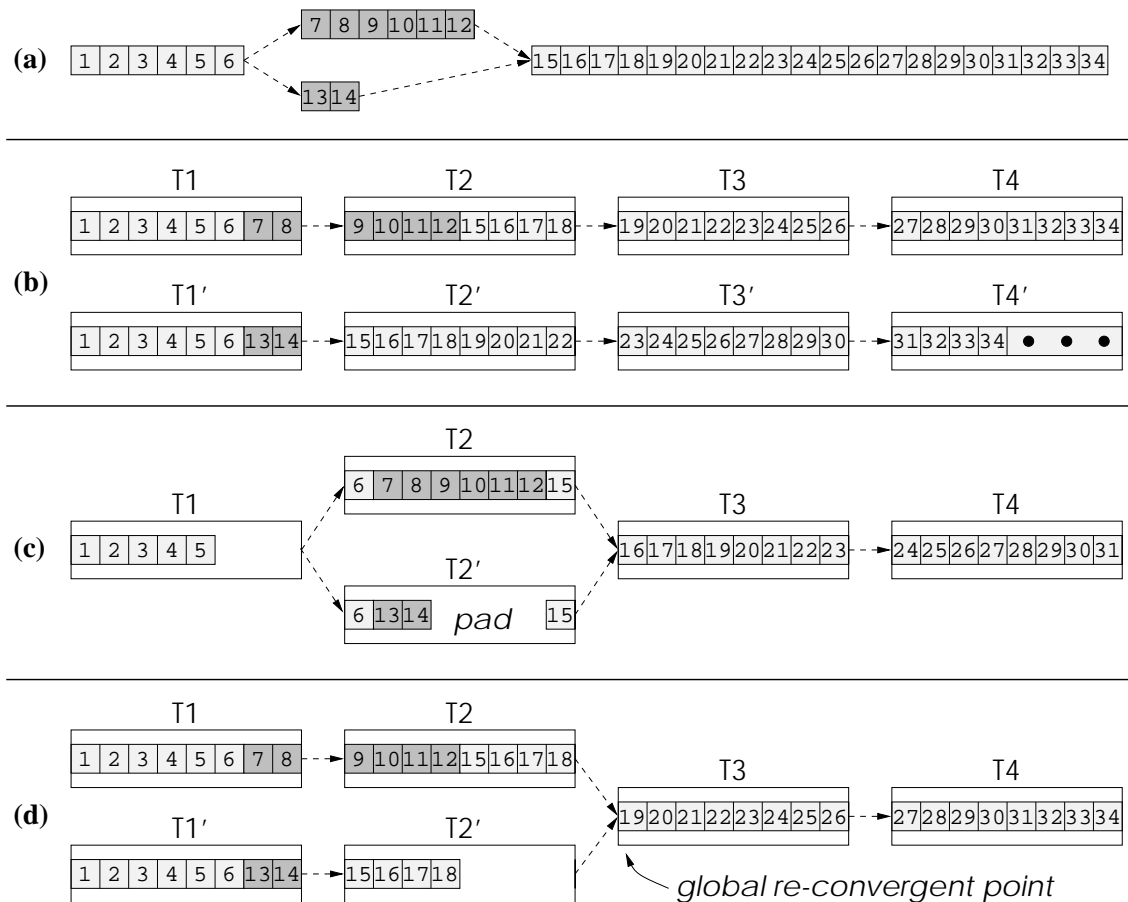 7 8 9 10 11 12
(a) 1 2 3 4 5 6 15 16 17 18 19 20 21 22 23 24 25 26 27 28 29 30 31 32 33 34
13 14
T1 T2 T3 T4
1 2 3 4 5 6 7 8 9 10 11 12 15 16 17 18 19 20 21 22 23 24 25 26 27 28 29 30 31 32 33 34
(b)
T1' T2' T3' T4'
1 2 3 4 5 6 13 14 15 16 17 18 19 20 21 22 23 24 25 26 27 28 29 30 31 32 33 34 ● ● ●
T2
6 7 8 9 10 11 12 15
T1 T3 T4
(c) 1 2 3 4 5 16 17 18 19 20 21 22 23 24 25 26 27 28 29 30 31
T2'
6 13 14 pad 15
T1 T2
1 2 3 4 5 6 7 8 9 10 11 12 15 16 17 18
T3 T4
(d) 19 20 21 22 23 24 25 26 27 28 29 30 31 32 33 34
T1' T2'
1 2 3 4 5 6 13 14 15 16 17 18
global re-convergent point